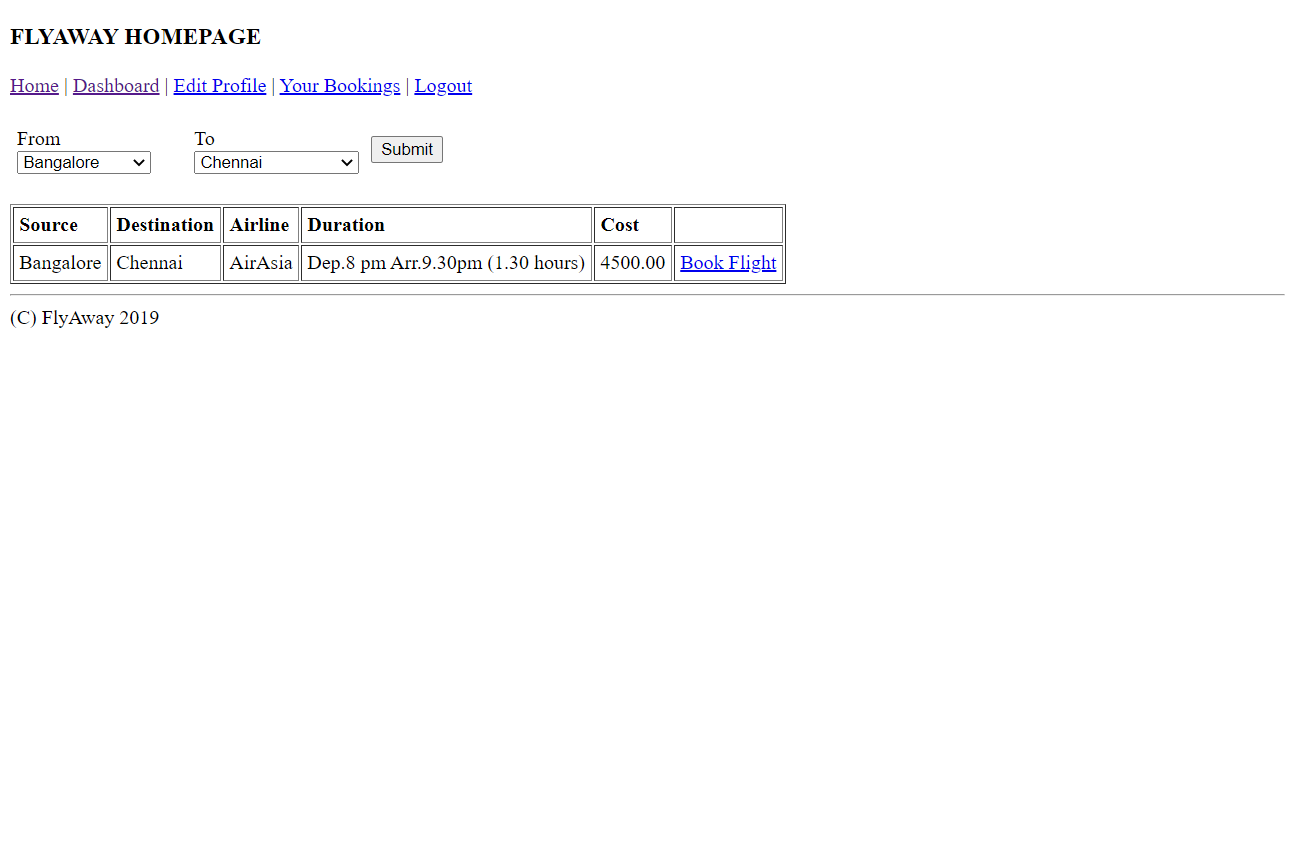 FLYAWAY HOMEPAGE
Home | Dashboard | Edit Profile | Your Bookings | Logout
From To
Bangalore Chennai Submit
Source Destination Airline Duration Cost
Bangalore Chennai AirAsia Dep.8 pm Arr.9.30pm (1.30 hours) 4500.00 Book Flight
(C) FlyAway 2019